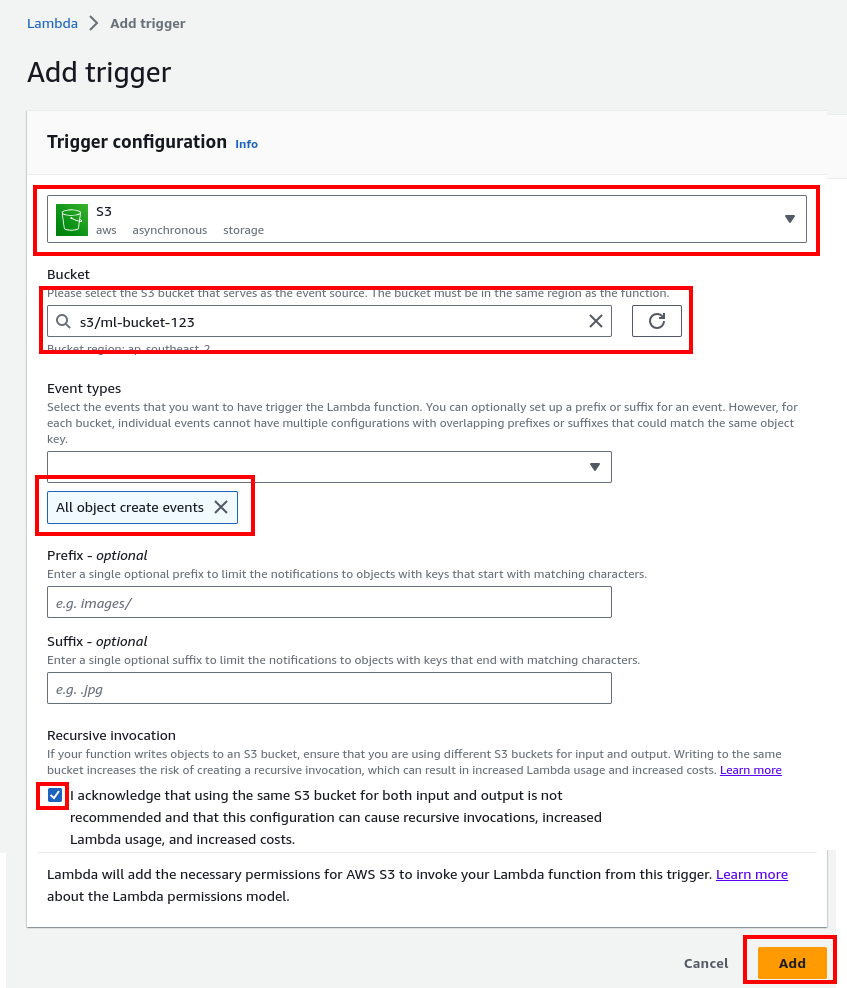 Lambda > Add trigger
Add trigger
Trigger configuration Info
S3
aws asynchronous storage
Bucket
Please select the S3 bucket that serves as the event source. The bucket must be in the same region as the function.
s3/ml-bucket-123
Bucket region: ap-southeast-2
Event types
Select the events that you want to have trigger the Lambda function. You can optionally set up a prefix or suffix for an event. However, for
each bucket, individual events cannot have multiple configurations with overlapping prefixes or suffixes that could match the same object
key.
All object create events
Prefix - optional
Enter a single optional prefix to limit the notifications to objects with keys that start with matching characters.
e.g. images/
Suffix - optional
Enter a single optional suffix to limit the notifications to objects with keys that end with matching characters.
e.g. .jpg
Recursive invocation
If your function writes objects to an S3 bucket, ensure that you are using different S3 buckets for input and output. Writing to the same
bucket increases the risk of creating a recursive invocation, which can result in increased Lambda usage and increased costs. Learn more
I acknowledge that using the same S3 bucket for both input and output is not
recommended and that this configuration can cause recursive invocations, increased
Lambda usage, and increased costs.
Lambda will add the necessary permissions for AWS S3 to invoke your Lambda function from this trigger. Learn more
about the Lambda permissions model.
Cancel Add